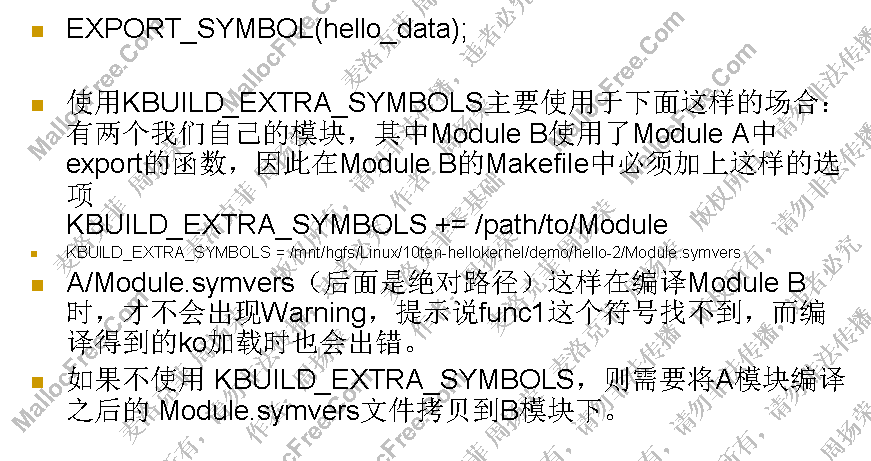 EXPORT_SYMBOL(hello_data);
使用KBUILD_EXTRA_SYMBOLS主要使用于下面这样的场合：
有两个我们自己的模块，其中Module B使用了Module A中
export的函数，因此在Module B的Makefile中必须加上这样的选
项
KBUILD_EXTRA_SYMBOLS += /path/to/Module
KBUILD_EXTRA_SYMBOLS = /mnt/hgfs/Linux/10ten-hellokernel/demo/hello-2/Module.symvers
A/Module.symvers（后面是绝对路径）这样在编译Module B
时，才不会出现Warning，提示说func1这个符号找不到，而编
译得到的ko加载时也会出错。
如果不使用 KBUILD_EXTRA_SYMBOLS，则需要将A模块编译
之后的 Module.symvers文件拷贝到B模块下。